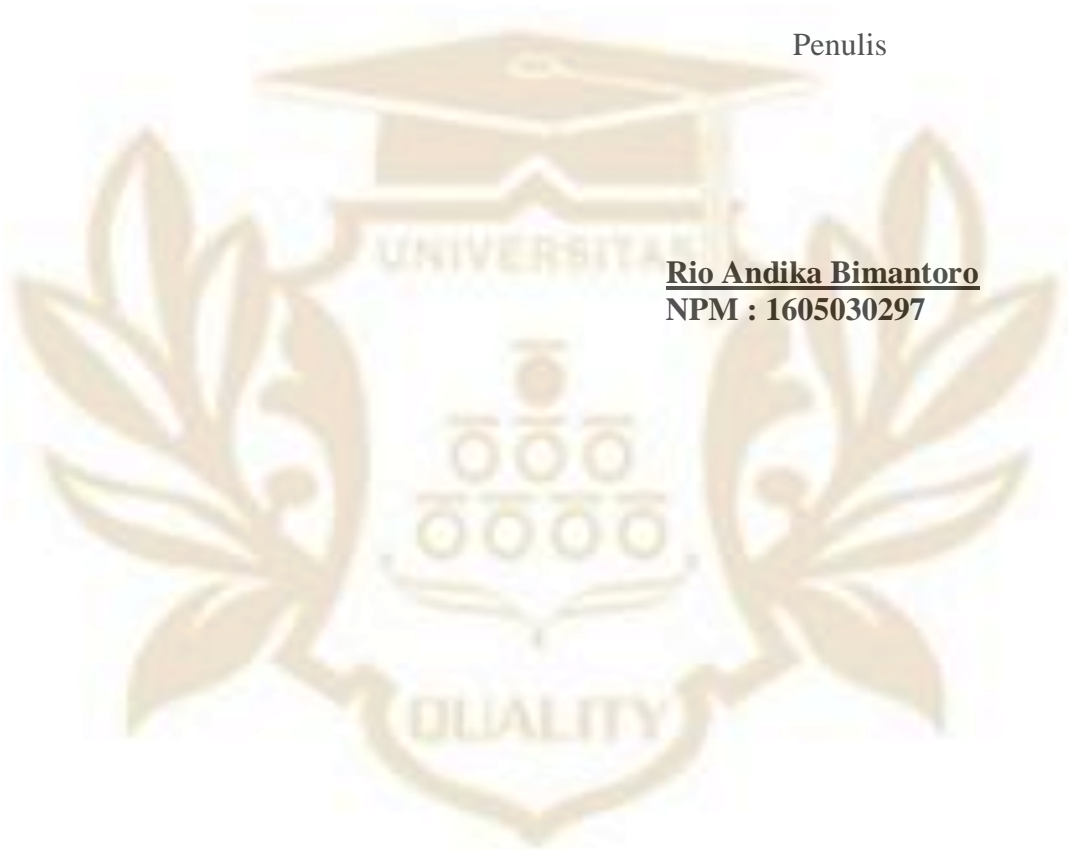 Penulis
UNIVERSITAS
Rio Andika Bimantoro
NPM : 1605030297
QUALITY